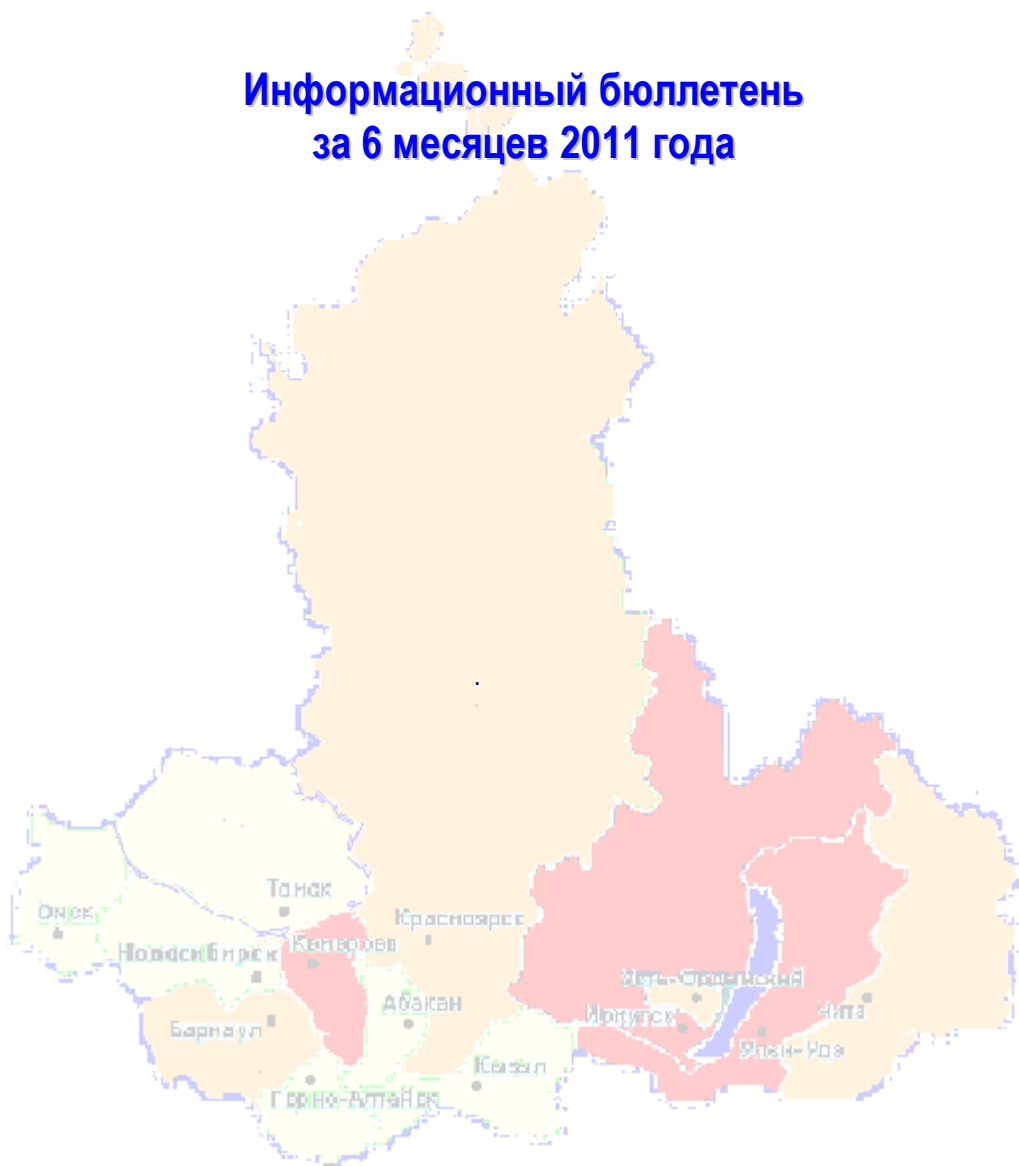 Информационный бюллетень
за 6 месяцев 2011 года
Томск
Омск
Красноярск
Кемерово
Новосибирск
Усть-Ордынский
Абакан
Чита
Иркутск
Барнаул
Улан-Удэ
Кызыл
Горно-Алтайск